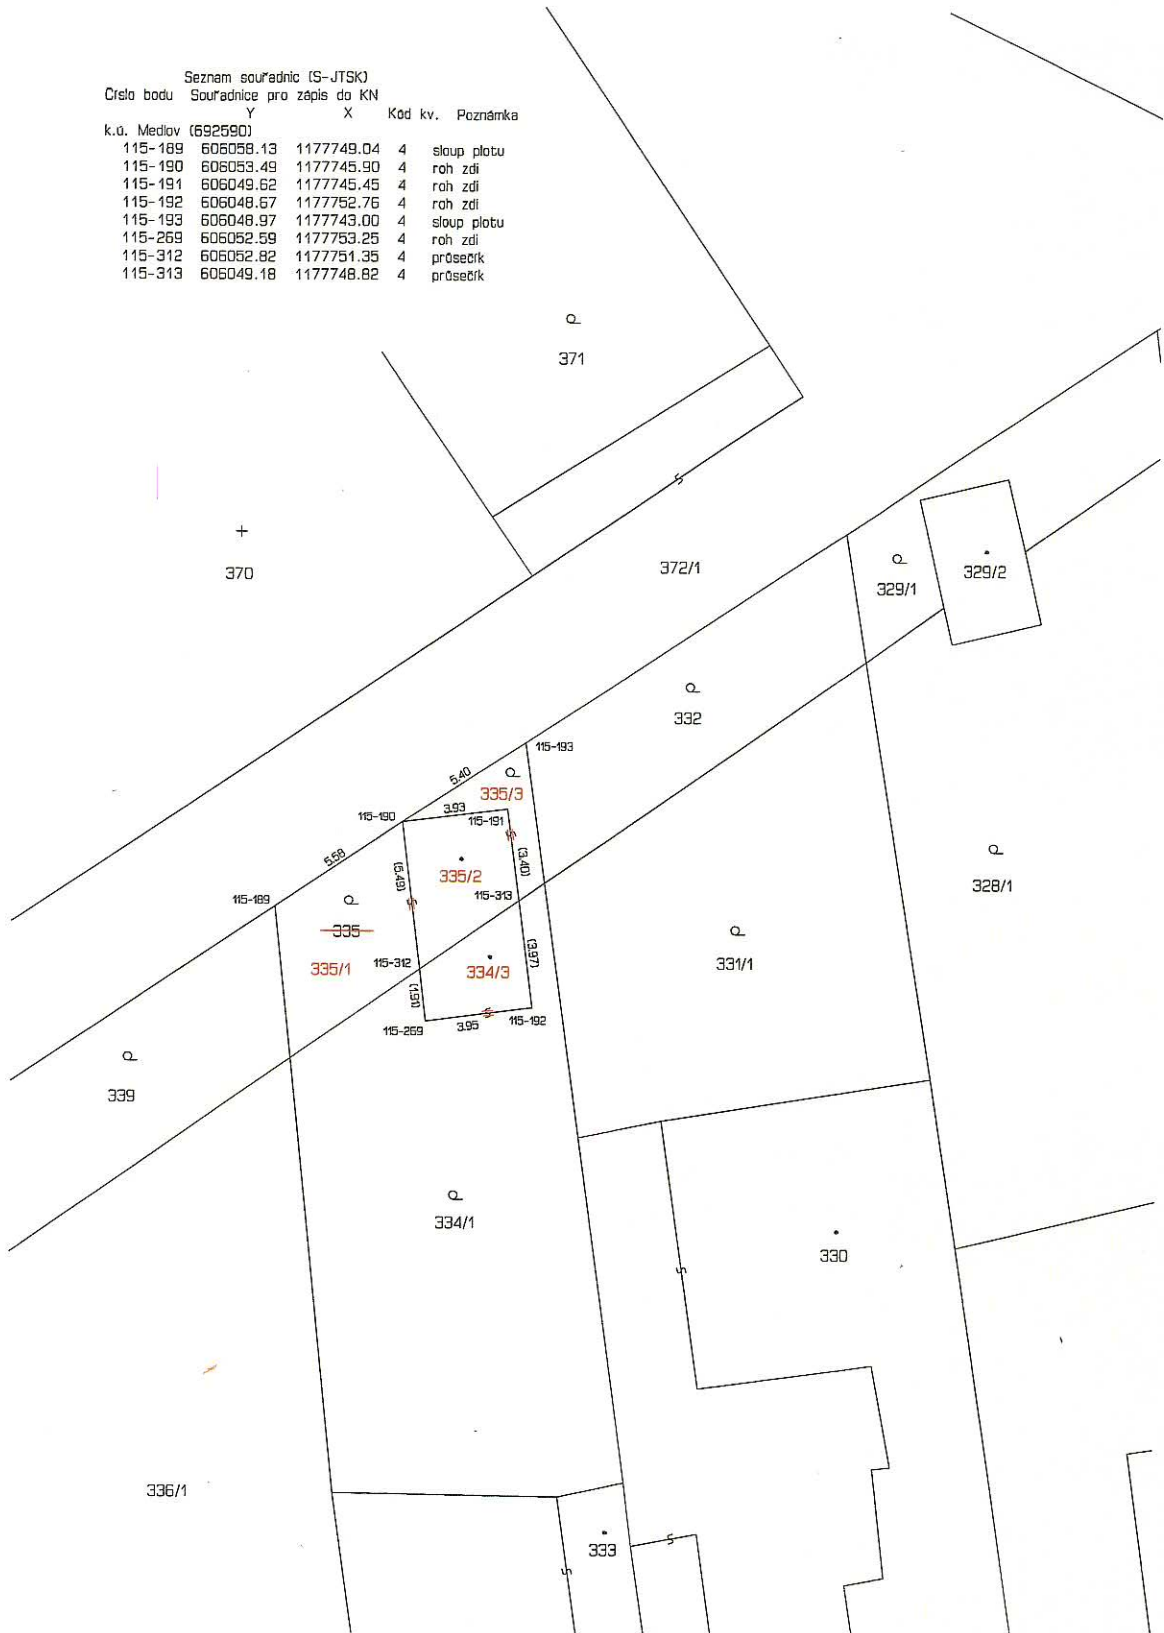 Seznam souřadnic (S-JTSK)
Číslo bodu Souřadnice pro zápis do KN
Y X Kód kv. Poznámka
k.ú. Medlov (692590)
115-189 606058.13 1177749.04 4 sloup plotu
115-190 606053.49 1177745.90 4 roh zdi
115-191 606049.62 1177745.45 4 roh zdi
115-192 606048.67 1177752.76 4 roh zdi
115-193 606048.97 1177743.00 4 sloup plotu
115-269 606052.59 1177753.25 4 roh zdi
115-312 606052.82 1177751.35 4 průsečík
115-313 606049.18 1177748.82 4 průsečík
371
370
372/1
329/1
329/2
332
115-193
5.40
335/3
3.93
115-190
115-191
5.58
(5.49)
335/2
(3.40)
328/1
115-189
115-313
335
335/1
115-312
334/3
(3.97)
331/1
(1.91)
115-269
3.95
115-192
339
334/1
330
336/1
333